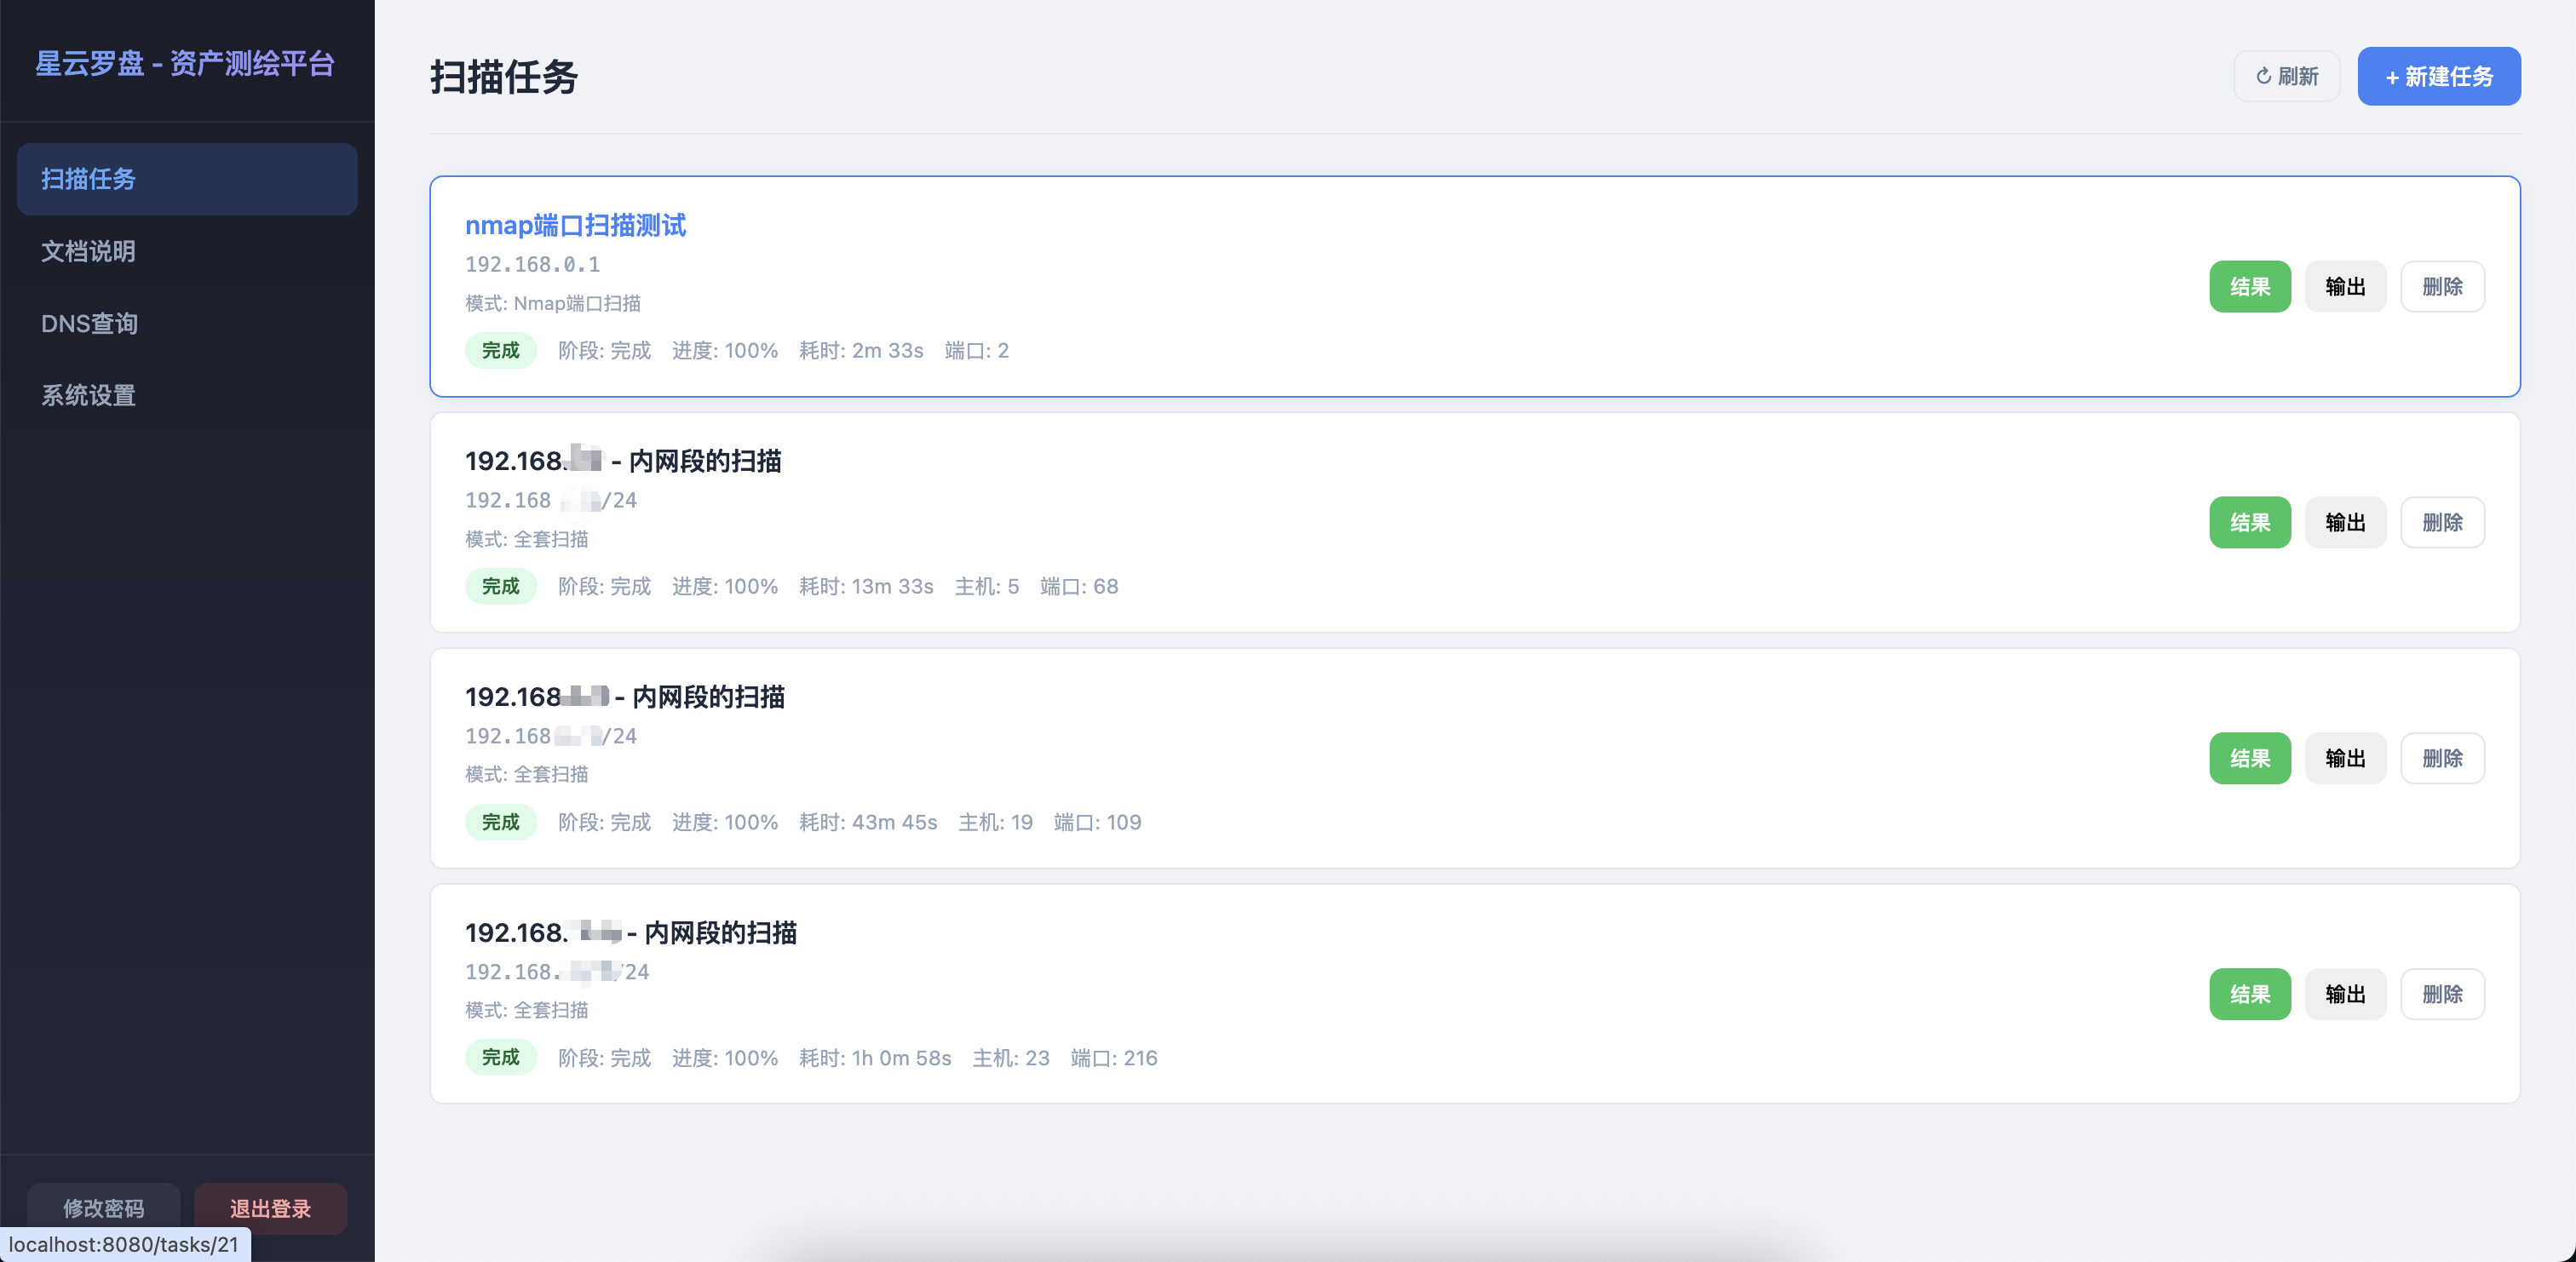 星云罗盘 - 资产测绘平台
扫描任务
文档说明
DNS查询
系统设置
修改密码
退出登录
localhost:8080/tasks/21
扫描任务
刷新
+ 新建任务
nmap端口扫描测试
192.168.0.1
模式: Nmap端口扫描
完成 阶段: 完成 进度: 100% 耗时: 2m 33s 端口: 2
结果 输出 删除
192.168. - 内网段的扫描
192.168 /24
模式: 全套扫描
完成 阶段: 完成 进度: 100% 耗时: 13m 33s 主机: 5 端口: 68
结果 输出 删除
192.168 - 内网段的扫描
192.168 /24
模式: 全套扫描
完成 阶段: 完成 进度: 100% 耗时: 43m 45s 主机: 19 端口: 109
结果 输出 删除
192.168. - 内网段的扫描
192.168. /24
模式: 全套扫描
完成 阶段: 完成 进度: 100% 耗时: 1h 0m 58s 主机: 23 端口: 216
结果 输出 删除